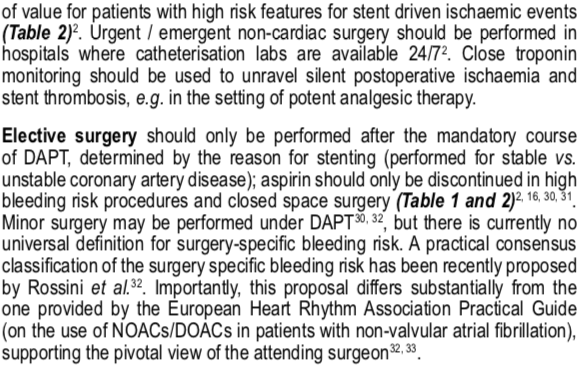 of value for patients with high risk features for stent driven ischaemic events
(Table 2)². Urgent / emergent non-cardiac surgery should be performed in
hospitals where catheterisation labs are available 24/7². Close troponin
monitoring should be used to unravel silent postoperative ischaemia and
stent thrombosis, e.g. in the setting of potent analgesic therapy.
Elective surgery should only be performed after the mandatory course
of DAPT, determined by the reason for stenting (performed for stable vs.
unstable coronary artery disease); aspirin should only be discontinued in high
bleeding risk procedures and closed space surgery (Table 1 and 2)²,¹⁶,³⁰,³¹.
Minor surgery may be performed under DAPT³⁰,³², but there is currently no
universal definition for surgery-specific bleeding risk. A practical consensus
classification of the surgery specific bleeding risk has been recently proposed
by Rossini et al.³². Importantly, this proposal differs substantially from the
one provided by the European Heart Rhythm Association Practical Guide
(on the use of NOACs/DOACs in patients with non-valvular atrial fibrillation),
supporting the pivotal view of the attending surgeon³²,³³.